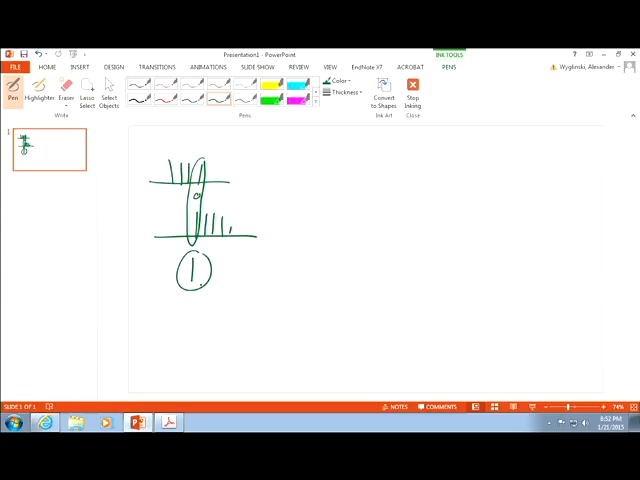 Presentation1 - PowerPoint
INK TOOLS
FILE HOME INSERT DESIGN TRANSITIONS ANIMATIONS SLIDE SHOW REVIEW VIEW EndNote X7 ACROBAT PENS
Wyglinski, Alexander
Pen Highlighter Eraser Lasso Select Select Objects
Color
Thickness
Convert to Shapes
Stop Inking
Write Pens Ink Art Close
1
1
SLIDE 1 OF 1 NOTES COMMENTS 74%
8:52 PM
1/21/2015